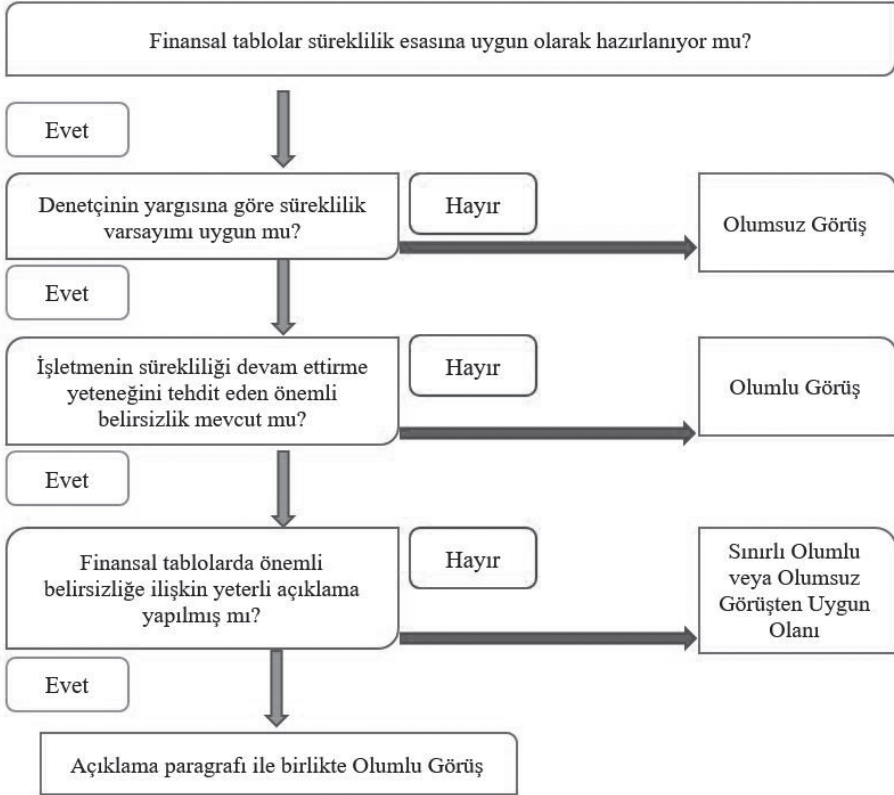 Finansal tablolar süreklilik esasına uygun olarak hazırlanıyor mu?
Evet
Denetçinin yargısına göre süreklilik
varsayımı uygun mu?
Hayır
Olumsuz Görüş
Evet
İşletmenin sürekliliği devam ettirme
yeteneğini tehdit eden önemli
belirsizlik mevcut mu?
Hayır
Olumlu Görüş
Evet
Finansal tablolarda önemli
belirsizliğe ilişkin yeterli açıklama
yapılmış mı?
Hayır
Sınırlı Olumlu
veya Olumsuz
Görüşten Uygun
Olanı
Evet
Açıklama paragrafı ile birlikte Olumlu Görüş